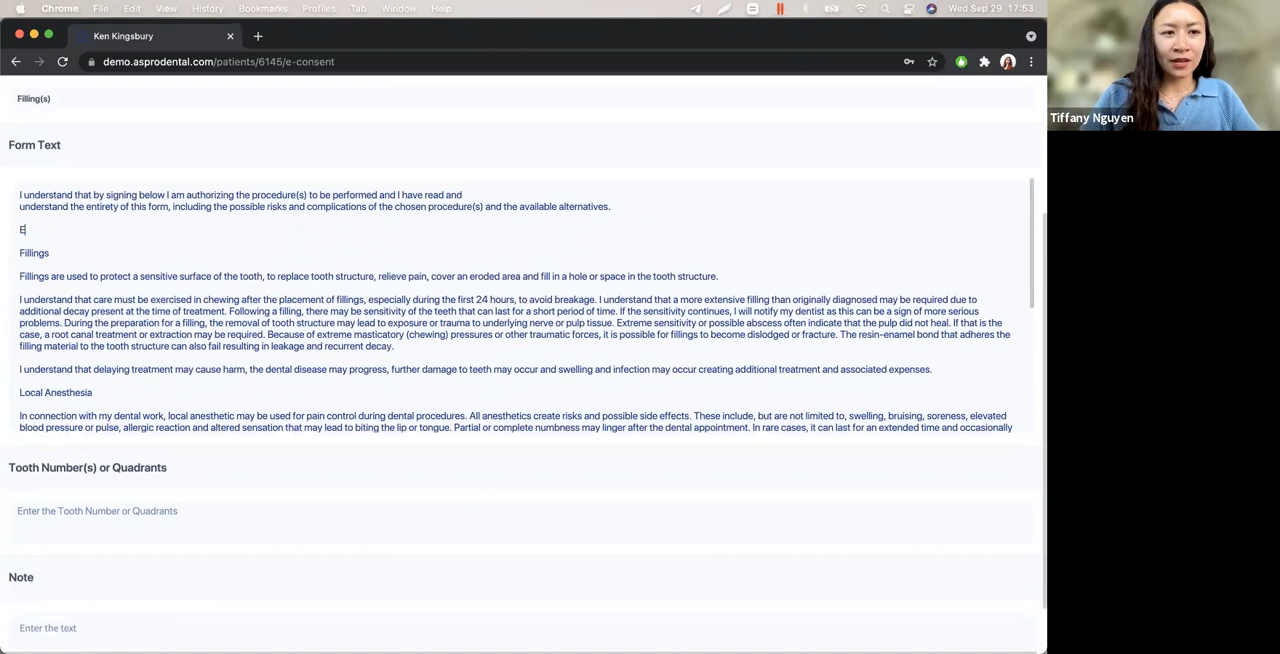 Chrome File Edit View History Bookmarks Profiles Tab Window Help Wed Sep 29 17:53
Ken Kingsbury
demo.asprodental.com/patients/6145/e-consent
Tiffany Nguyen
Filling(s)
Form Text
I understand that by signing below I am authorizing the procedure(s) to be performed and I have read and
understand the entirety of this form, including the possible risks and complications of the chosen procedure(s) and the available alternatives.
E
Fillings
Fillings are used to protect a sensitive surface of the tooth, to replace tooth structure, relieve pain, cover an eroded area and fill in a hole or space in the tooth structure.
I understand that care must be exercised in chewing after the placement of fillings, especially during the first 24 hours, to avoid breakage. I understand that a more extensive filling than originally diagnosed may be required due to
additional decay present at the time of treatment. Following a filling, there may be sensitivity of the teeth that can last for a short period of time. If the sensitivity continues, I will notify my dentist as this can be a sign of more serious
problems. During the preparation for a filling, the removal of tooth structure may lead to exposure or trauma to underlying nerve or pulp tissue. Extreme sensitivity or possible abscess often indicate that the pulp did not heal. If that is the
case, a root canal treatment or extraction may be required. Because of extreme masticatory (chewing) pressures or other traumatic forces, it is possible for fillings to become dislodged or fracture. The resin-enamel bond that adheres the
filling material to the tooth structure can also fail resulting in leakage and recurrent decay.
I understand that delaying treatment may cause harm, the dental disease may progress, further damage to teeth may occur and swelling and infection may occur creating additional treatment and associated expenses.
Local Anesthesia
In connection with my dental work, local anesthetic may be used for pain control during dental procedures. All anesthetics create risks and possible side effects. These include, but are not limited to, swelling, bruising, soreness, elevated
blood pressure or pulse, allergic reaction and altered sensation that may lead to biting the lip or tongue. Partial or complete numbness may linger after the dental appointment. In rare cases, it can last for an extended time and occasionally
Tooth Number(s) or Quadrants
Enter the Tooth Number or Quadrants
Note
Enter the text